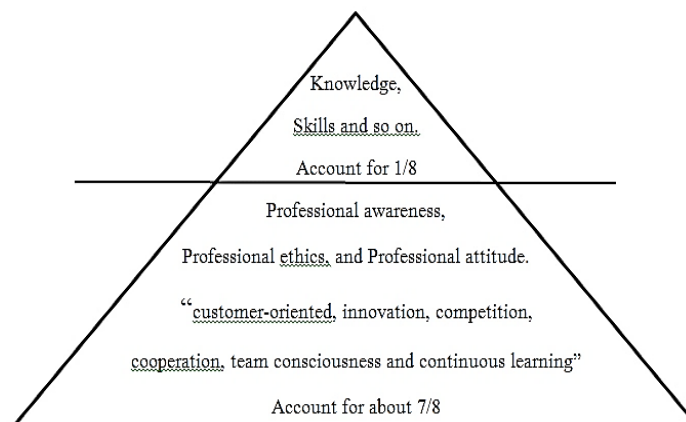 Knowledge,
Skills and so on.
Account for 1/8
Professional awareness,
Professional ethics, and Professional attitude.
“customer-oriented, innovation, competition,
cooperation, team consciousness and continuous learning”
Account for about 7/8